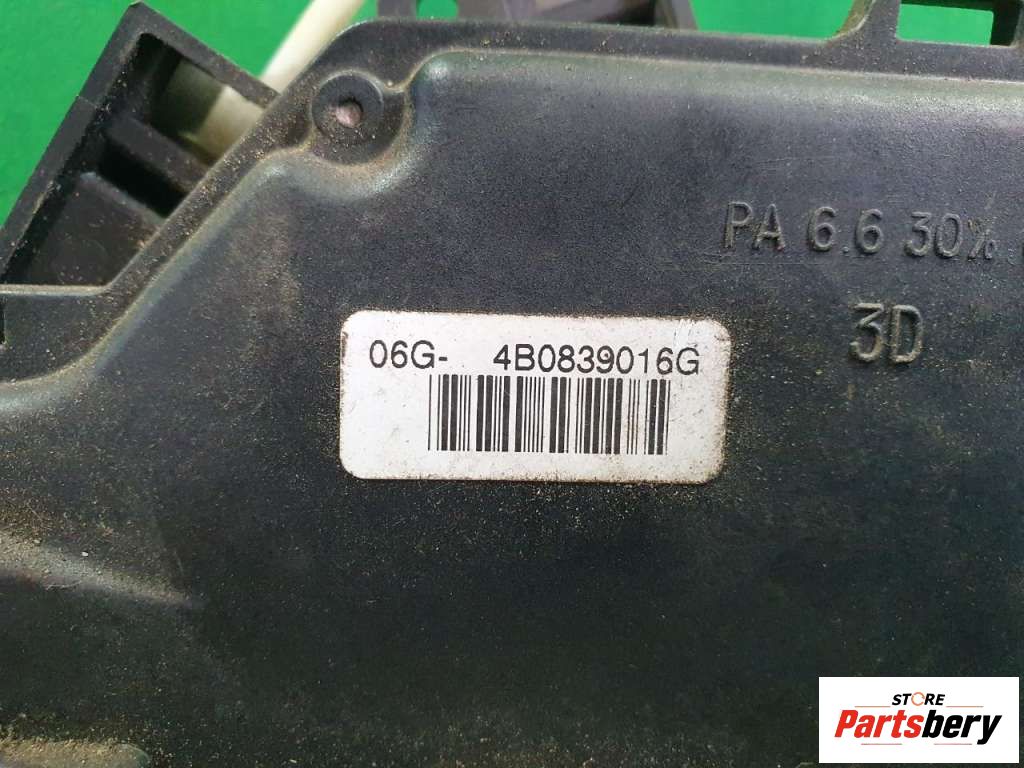 PA 6.6 30%
3D
06G- 4B0839016G
STORE
Partsbery